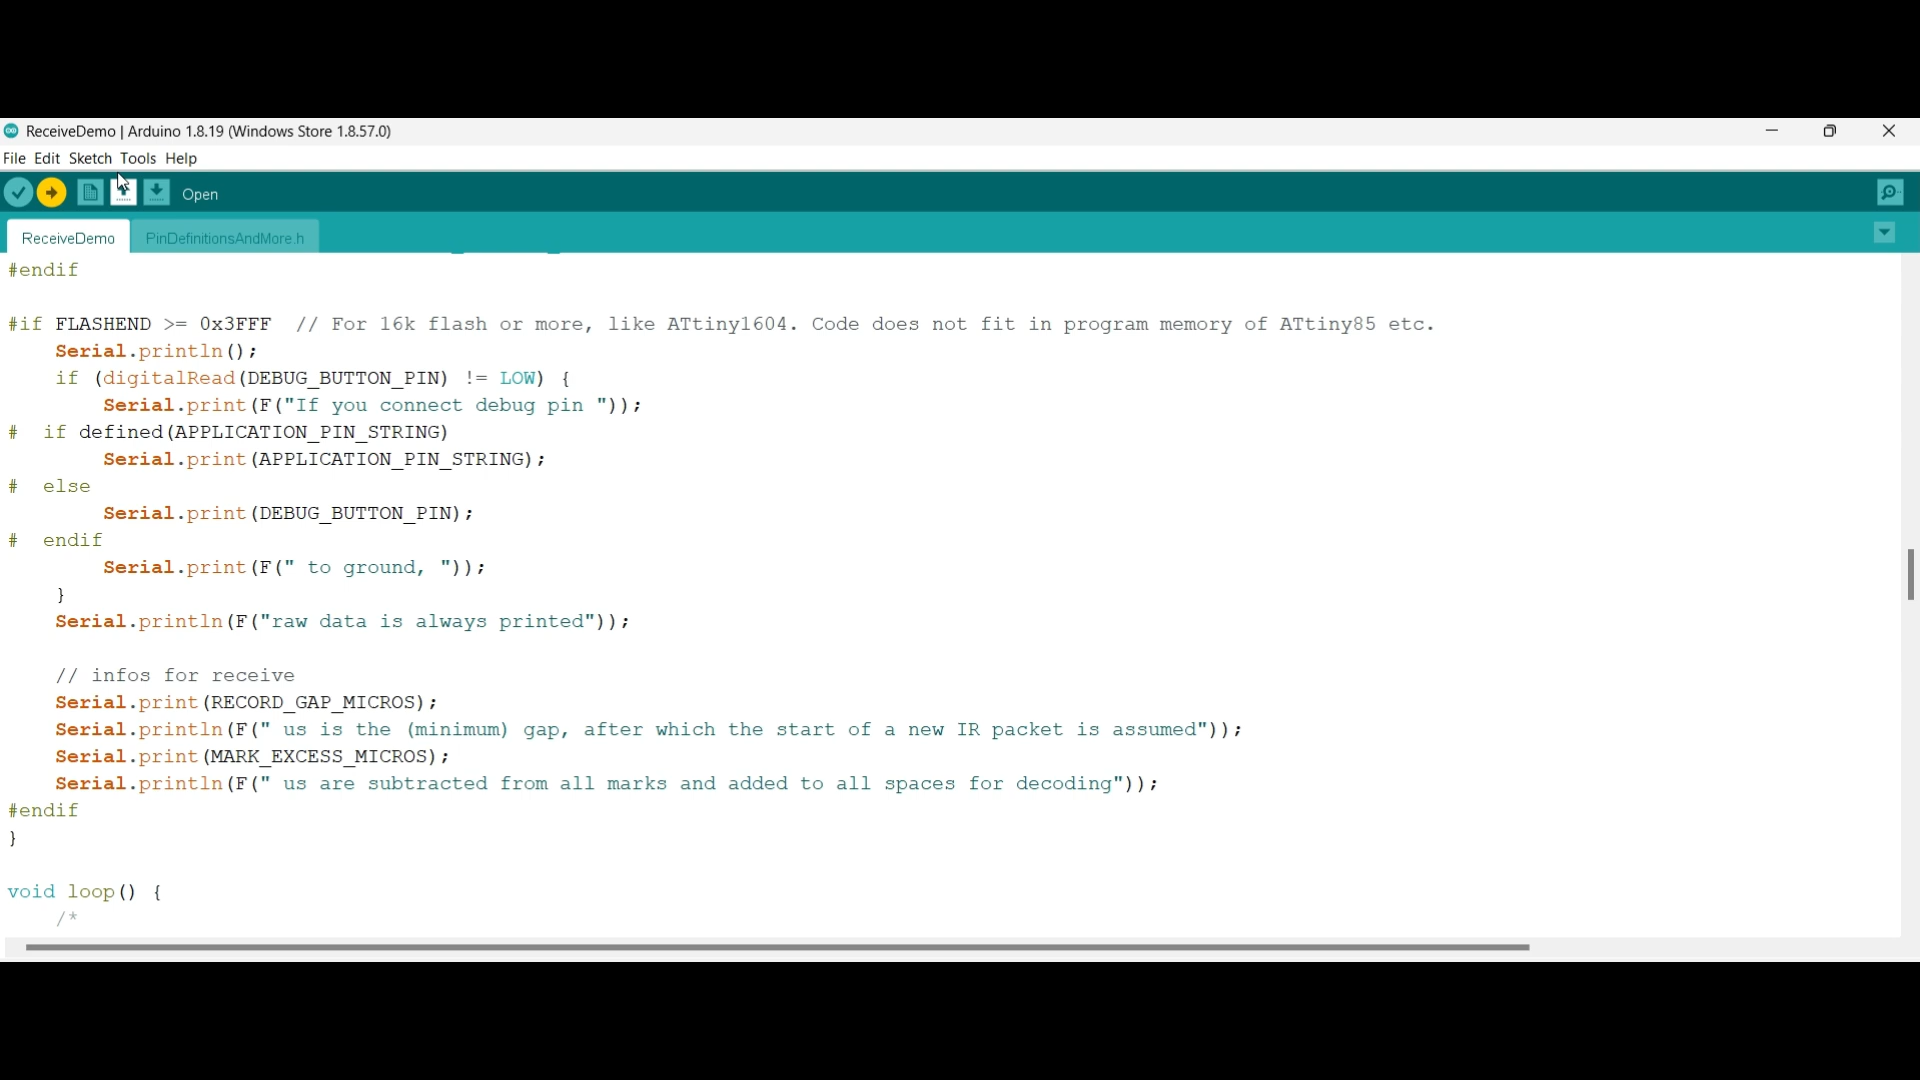 ReceiveDemo | Arduino 1.8.19 (Windows Store 1.8.57.0)
File Edit Sketch Tools Help
Open
ReceiveDemo PinDefinitionsAndMore.h
#endif
#if FLASHEND >= 0x3FFF  // For 16k flash or more, like ATtiny1604. Code does not fit in program memory of ATtiny85 etc.
    Serial.println();
    if (digitalRead(DEBUG_BUTTON_PIN) != LOW) {
        Serial.print(F("If you connect debug pin "));
#  if defined(APPLICATION_PIN_STRING)
        Serial.print(APPLICATION_PIN_STRING);
#  else
        Serial.print(DEBUG_BUTTON_PIN);
#  endif
        Serial.print(F(" to ground, "));
    }
    Serial.println(F("raw data is always printed"));
    // infos for receive
    Serial.print(RECORD_GAP_MICROS);
    Serial.println(F(" us is the (minimum) gap, after which the start of a new IR packet is assumed"));
    Serial.print(MARK_EXCESS_MICROS);
    Serial.println(F(" us are subtracted from all marks and added to all spaces for decoding"));
#endif
}
void loop() {
    /*